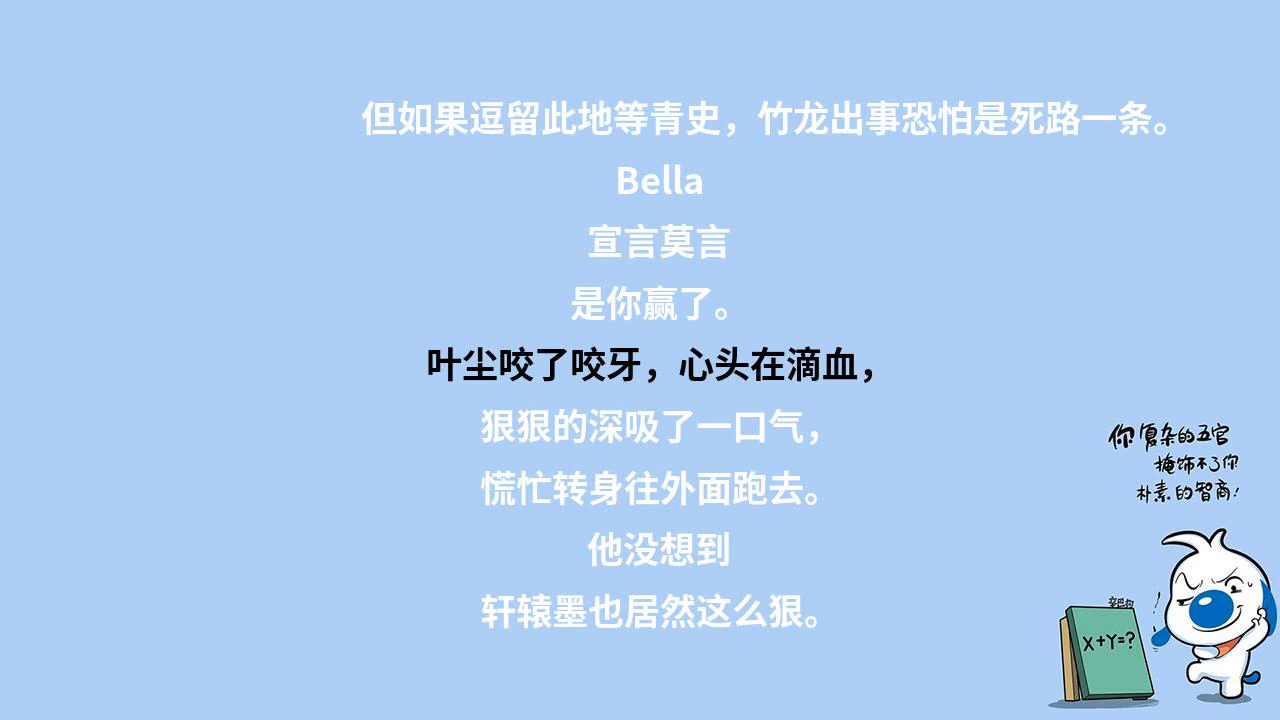 但如果逗留此地等青史，竹龙出事恐怕是死路一条。
Bella
宣言莫言
是你赢了。
叶尘咬了咬牙，心头在滴血，
狠狠的深吸了一口气，
慌忙转身往外面跑去。
他没想到
轩辕墨也居然这么狠。
你复杂的五官
掩饰不了你
朴素的智商！
X+Y=?